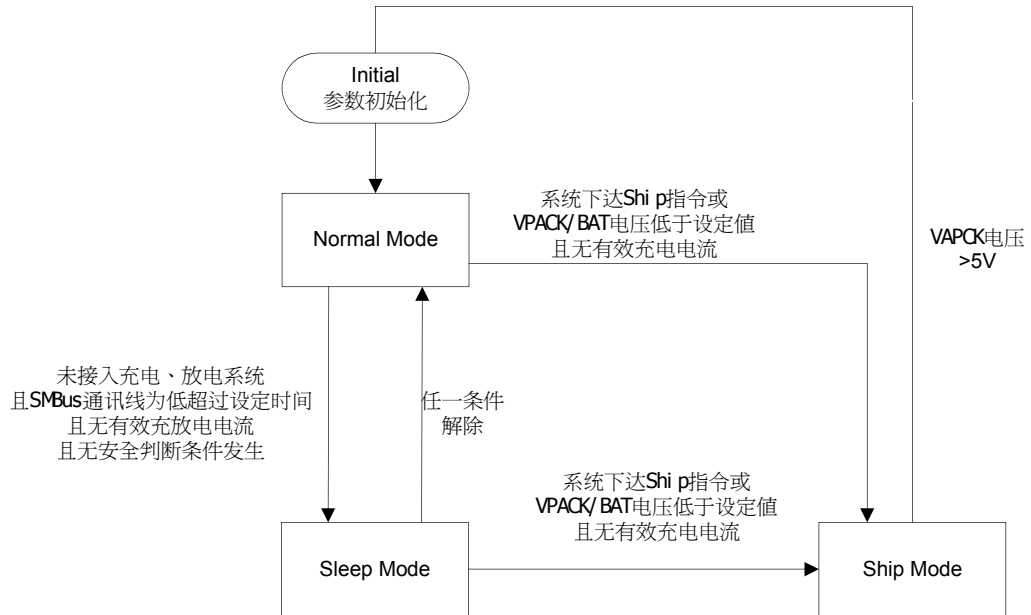 Initial
参数初始化
Normal Mode
系统下达Ship指令或
VPACK/BAT电压低于设定值
且无有效充电电流
VAPCK电压
>5V
未接入充电、放电系统
且SMBus通讯线为低超过设定时间
且无有效充放电电流
且无安全判断条件发生
任一条件
解除
系统下达Ship指令或
VPACK/BAT电压低于设定值
且无有效充电电流
Sleep Mode
Ship Mode